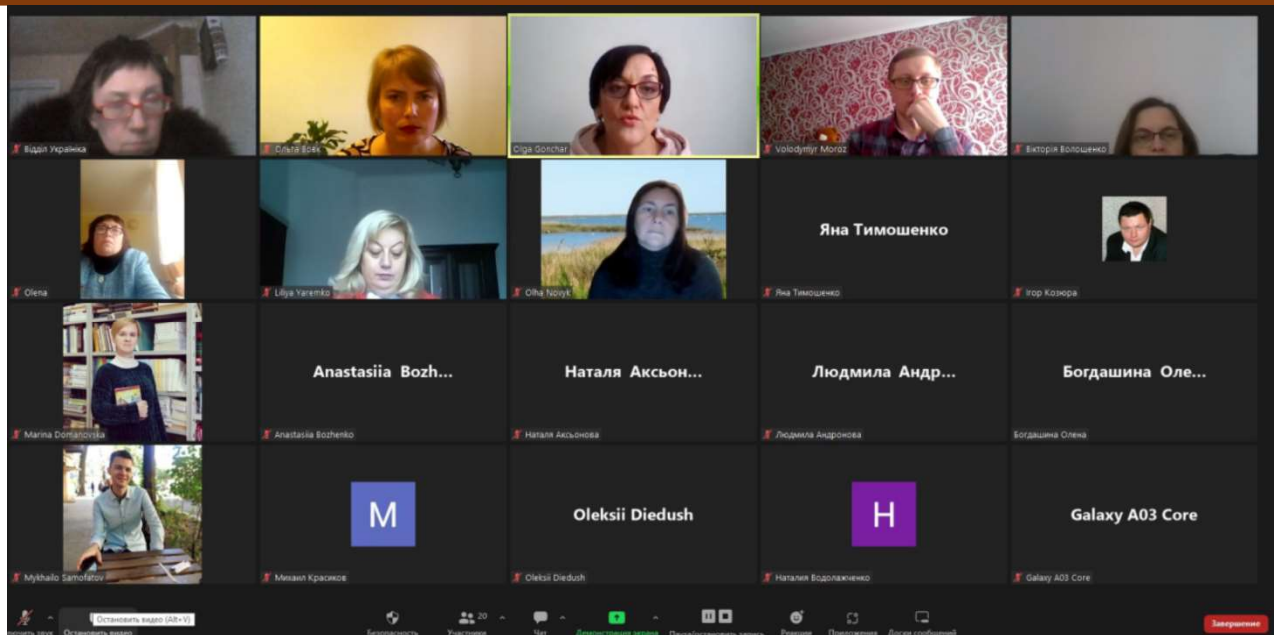 Відділ Україніка
Ольга Вовк
Olga Gonchar
Volodymyr Moroz
Вікторія Волошенко
Яна Тимошенко
Olena
Liliya Yaremko
Olha Novyk
Яна Тимошенко
Ігор Козюра
Anastasiia Bozh...
Наталя Аксьон...
Людмила Андр...
Богдашина Оле...
Marina Domanovska
Anastasiia Bozhenko
Наталя Аксьонова
Людмила Андронова
Богдашина Олена
М
Oleksii Diedush
Н
Galaxy A03 Core
Mykhailo Samofatov
Михаил Красиков
Oleksii Diedush
Наталия Водолажченко
Galaxy A03 Core
Остановить видео (Alt+V)
20
Завершение
Остановить видео
Безопасность
Участники
Чат
Демонстрация экрана
Реакции
Приложения
Доски сообщений